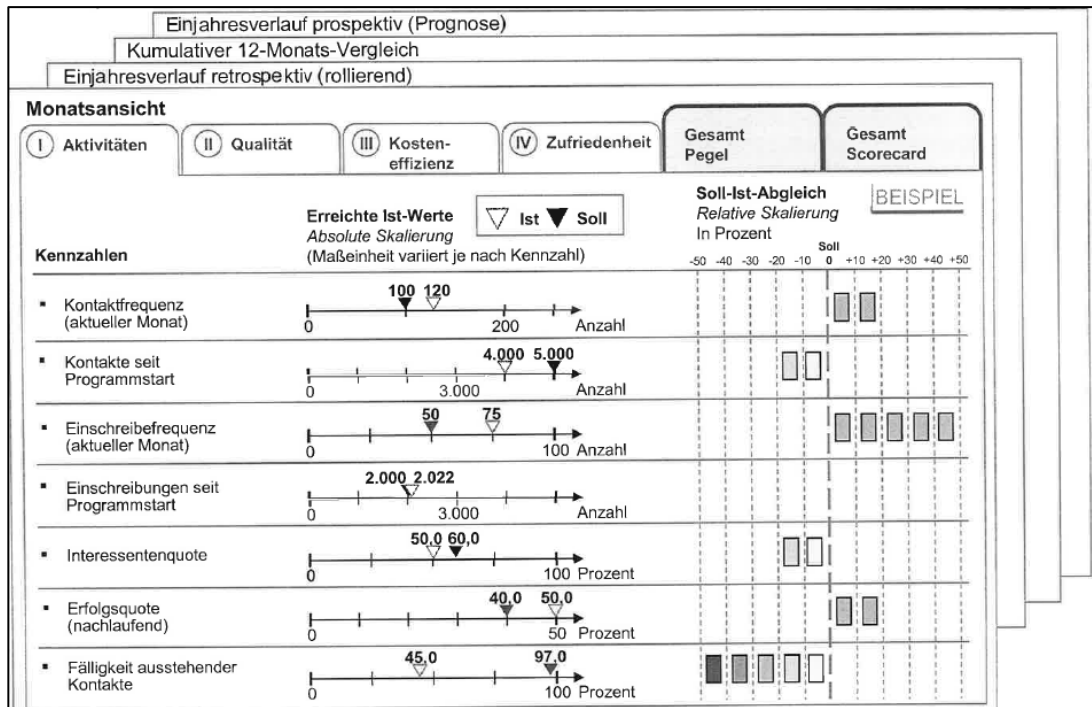 Einjahresverlauf prospektiv (Prognose)
Kumulativer 12-Monats-Vergleich
Einjahresverlauf retrospektiv (rollierend)
Monatsansicht
I Aktivitäten
II Qualität
III Kosten-
effizienz
IV Zufriedenheit
Gesamt
Pegel
Gesamt
Scorecard
Kennzahlen
Erreichte Ist-Werte
Absolute Skalierung
(Maßeinheit variiert je nach Kennzahl)
Ist Soll
Soll-Ist-Abgleich
Relative Skalierung
In Prozent
BEISPIEL
Soll
-50 -40 -30 -20 -10 0 +10 +20 +30 +40 +50
Kontaktfrequenz
(aktueller Monat)
100 120
0 200 Anzahl
Kontakte seit
Programmstart
4.000 5.000
0 3.000 Anzahl
Einschreibefrequenz
(aktueller Monat)
50 75
0 100 Anzahl
Einschreibungen seit
Programmstart
2.000 2.022
0 3.000 Anzahl
Interessentenquote
50,0 60,0
0 100 Prozent
Erfolgsquote
(nachlaufend)
40,0 50,0
0 50 Prozent
Fälligkeit ausstehender
Kontakte
45,0 97,0
0 100 Prozent